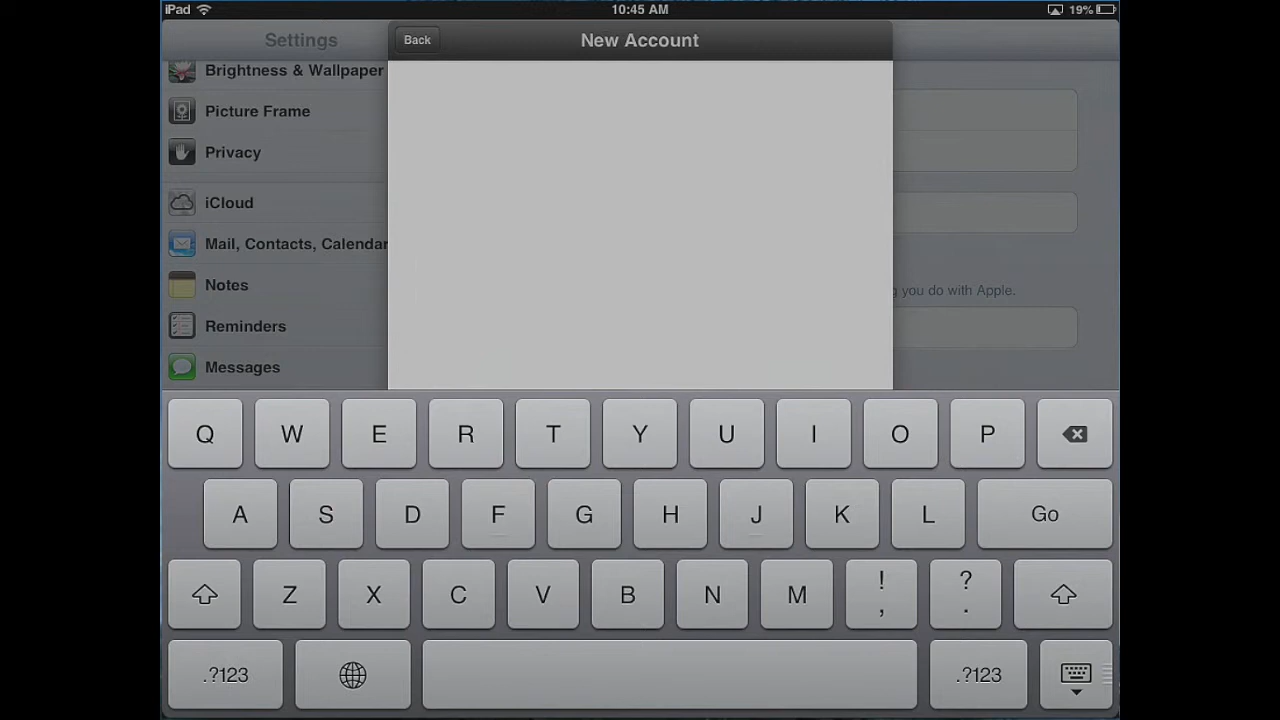 iPad 10:45 AM 19%
Settings
Back
New Account
Brightness & Wallpaper
Picture Frame
Privacy
iCloud
Mail, Contacts, Calendar
Notes
Reminders
Messages
g you do with Apple.
Q W E R T Y U I O P
A S D F G H J K L Go
Z X C V B N M ! , ? .
.?123 .?123